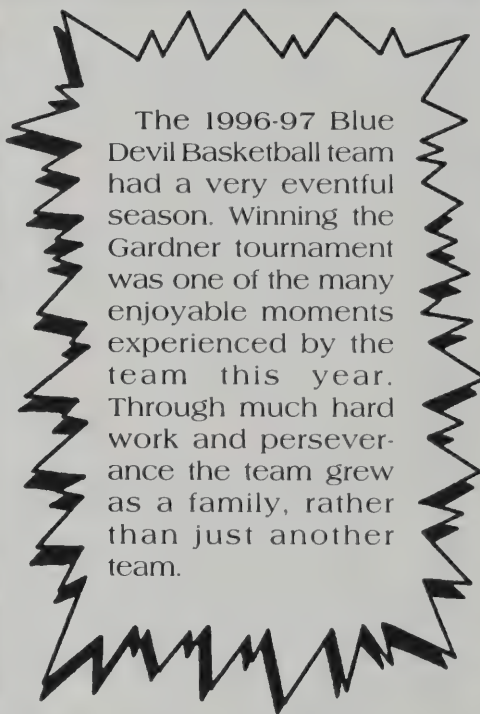 The 1996-97 Blue
Devil Basketball team
had a very eventful
season. Winning the
Gardner tournament
was one of the many
enjoyable moments
experienced by the
team this year.
Through much hard
work and persever-
ance the team grew
as a family, rather
than just another
team.